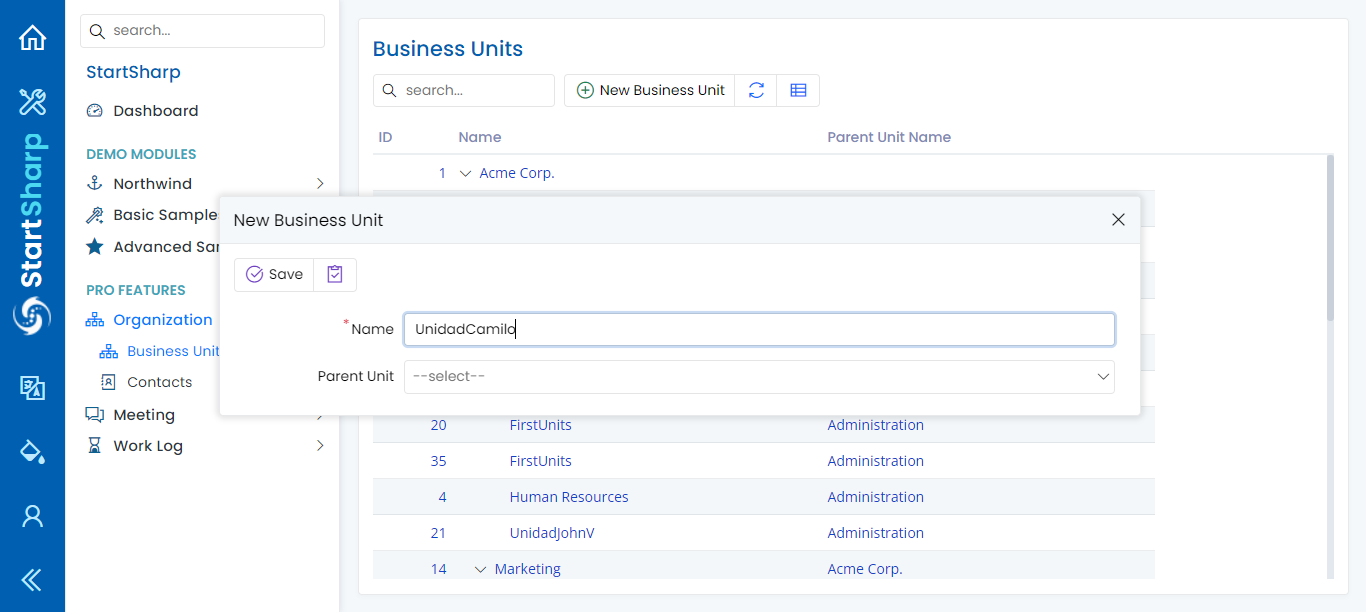 StartSharp
search...
StartSharp
Dashboard
DEMO MODULES
Northwind
Basic Sample
Advanced Sa
PRO FEATURES
Organization
Business Unit
Contacts
Meeting
Work Log
Business Units
search...
New Business Unit
ID Name Parent Unit Name
1 Acme Corp.
New Business Unit
Save
*Name UnidadCamilo
Parent Unit --select--
20 FirstUnits Administration
35 FirstUnits Administration
4 Human Resources Administration
21 UnidadJohnV Administration
14 Marketing Acme Corp.